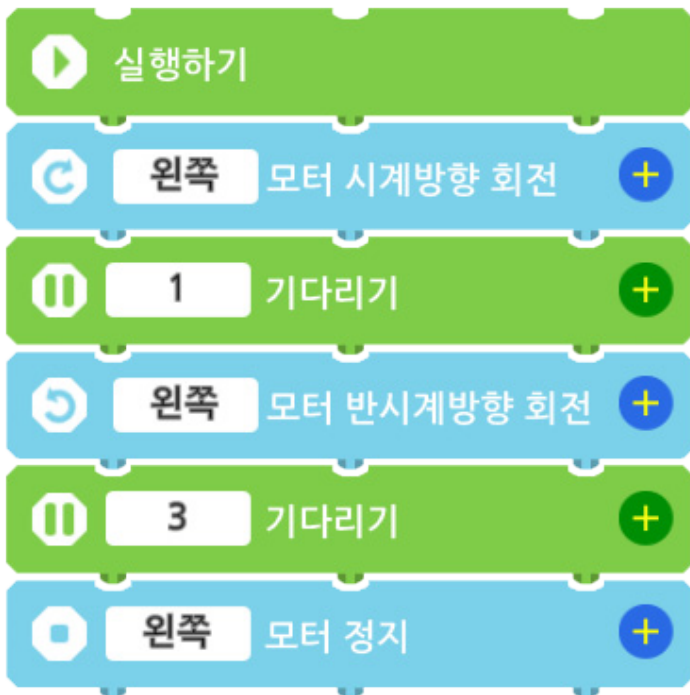 실행하기
왼쪽 모터 시계방향 회전
1 기다리기
왼쪽 모터 반시계방향 회전
3 기다리기
왼쪽 모터 정지